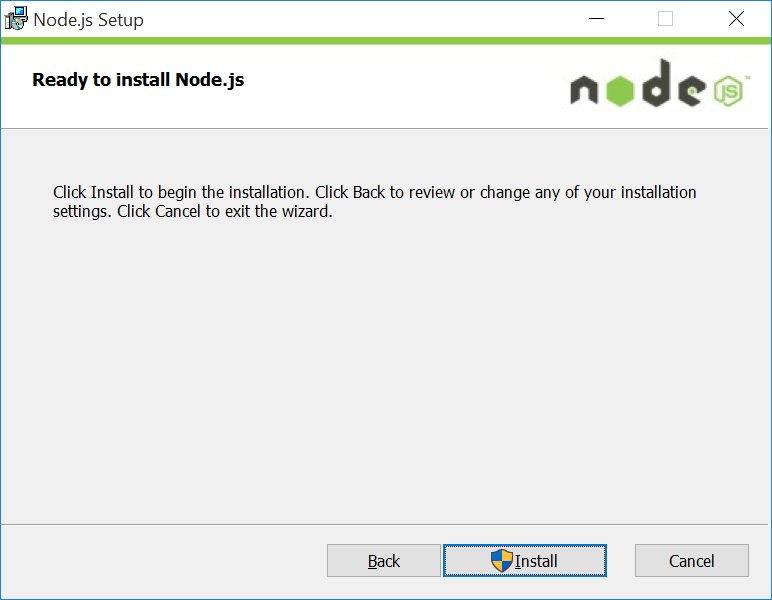 Node.js Setup
Ready to install Node.js
node JS™
Click Install to begin the installation. Click Back to review or change any of your installation
settings. Click Cancel to exit the wizard.
Back
Install
Cancel